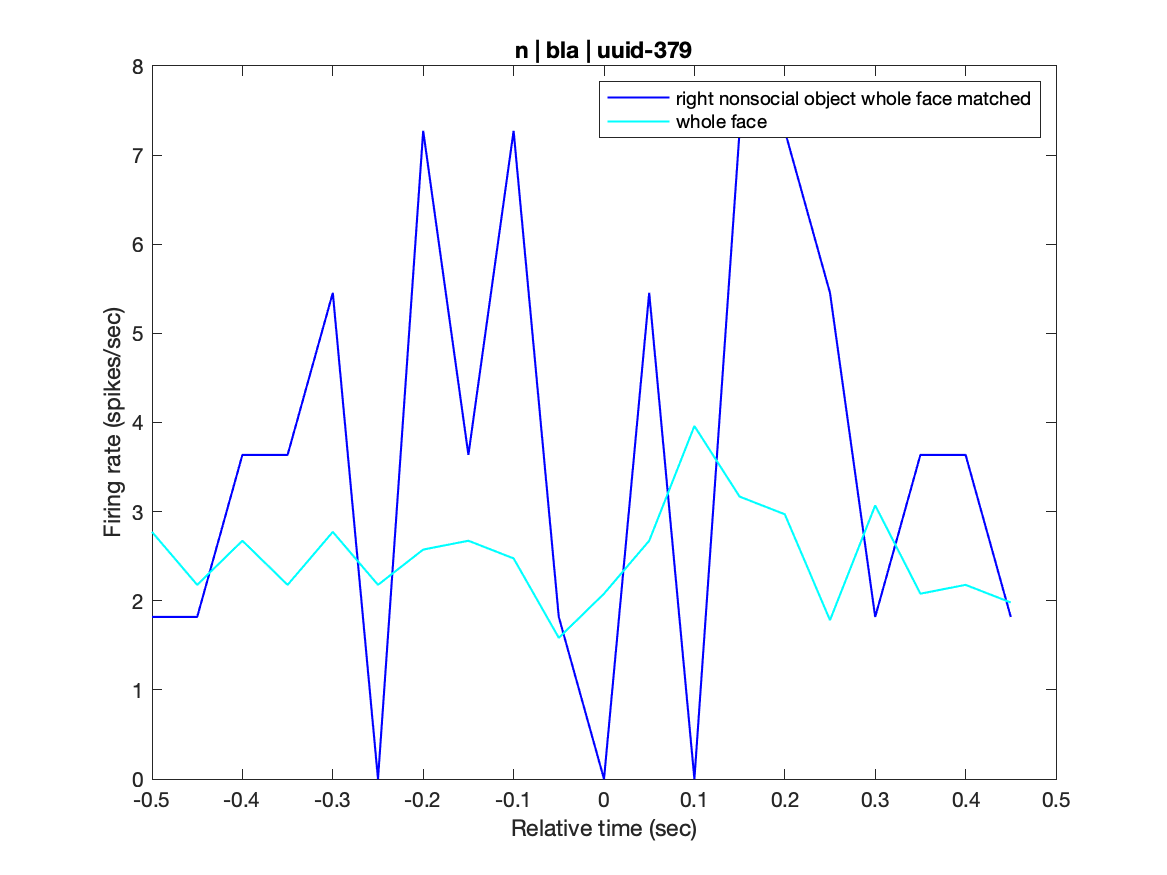 n | bla | uuid-379
right nonsocial object whole face matched
whole face
8
7
6
5
4
3
2
1
0
Firing rate (spikes/sec)
-0.5 -0.4 -0.3 -0.2 -0.1 0 0.1 0.2 0.3 0.4 0.5
Relative time (sec)